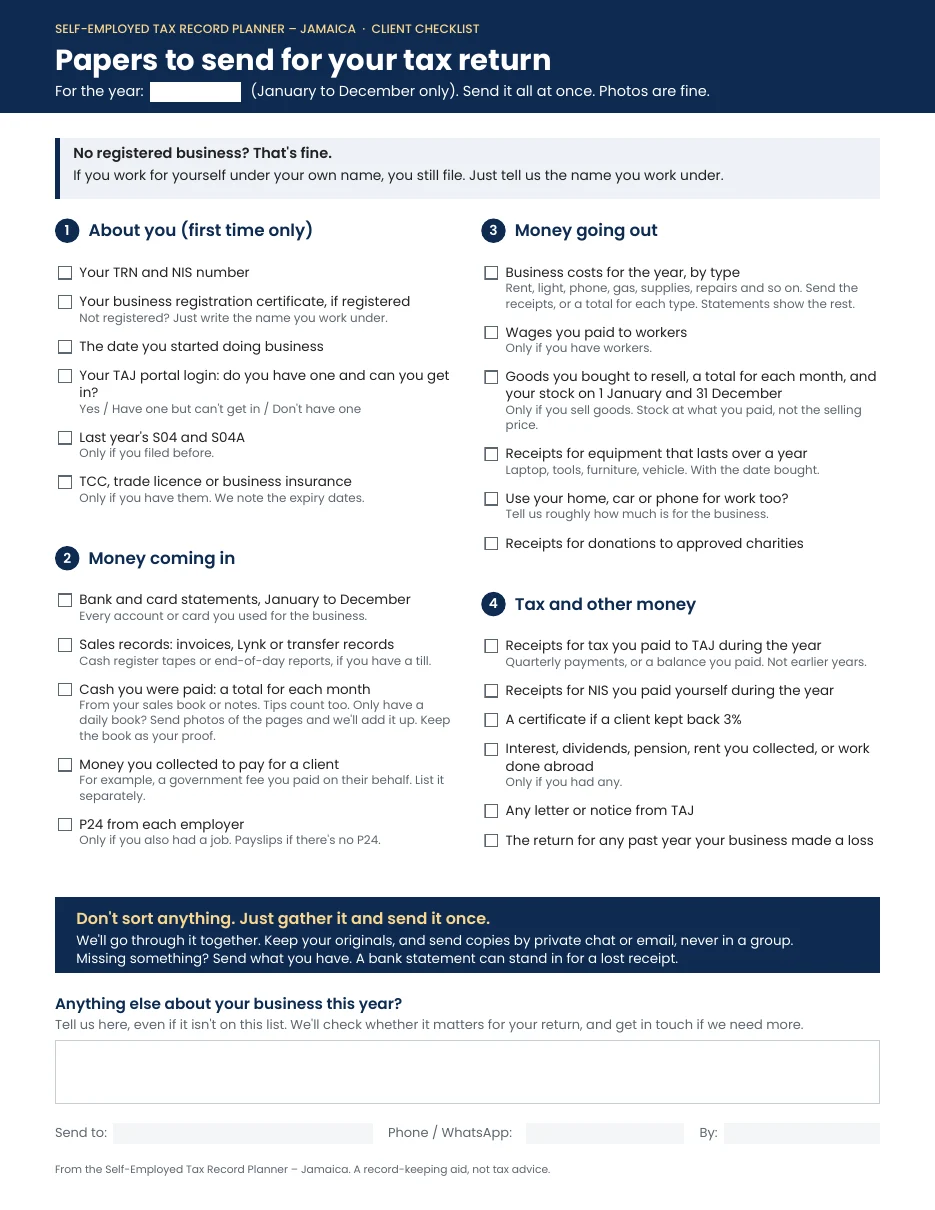 SELF-EMPLOYED TAX RECORD PLANNER – JAMAICA · CLIENT CHECKLIST
Papers to send for your tax return
For the year: (January to December only). Send it all at once. Photos are fine.
No registered business? That's fine.
If you work for yourself under your own name, you still file. Just tell us the name you work under.
1 About you (first time only)
Your TRN and NIS number
Your business registration certificate, if registered
Not registered? Just write the name you work under.
The date you started doing business
Your TAJ portal login: do you have one and can you get
in?
Yes / Have one but can't get in / Don't have one
Last year's S04 and S04A
Only if you filed before.
TCC, trade licence or business insurance
Only if you have them. We note the expiry dates.
2 Money coming in
Bank and card statements, January to December
Every account or card you used for the business.
Sales records: invoices, Lynk or transfer records
Cash register tapes or end-of-day reports, if you have a till.
Cash you were paid: a total for each month
From your sales book or notes. Tips count too. Only have a
daily book? Send photos of the pages and we'll add it up. Keep
the book as your proof.
Money you collected to pay for a client
For example, a government fee you paid on their behalf. List it
separately.
P24 from each employer
Only if you also had a job. Payslips if there's no P24.
3 Money going out
Business costs for the year, by type
Rent, light, phone, gas, supplies, repairs and so on. Send the
receipts, or a total for each type. Statements show the rest.
Wages you paid to workers
Only if you have workers.
Goods you bought to resell, a total for each month, and
your stock on 1 January and 31 December
Only if you sell goods. Stock at what you paid, not the selling
price.
Receipts for equipment that lasts over a year
Laptop, tools, furniture, vehicle. With the date bought.
Use your home, car or phone for work too?
Tell us roughly how much is for the business.
Receipts for donations to approved charities
4 Tax and other money
Receipts for tax you paid to TAJ during the year
Quarterly payments, or a balance you paid. Not earlier years.
Receipts for NIS you paid yourself during the year
A certificate if a client kept back 3%
Interest, dividends, pension, rent you collected, or work
done abroad
Only if you had any.
Any letter or notice from TAJ
The return for any past year your business made a loss
Don't sort anything. Just gather it and send it once.
We'll go through it together. Keep your originals, and send copies by private chat or email, never in a group.
Missing something? Send what you have. A bank statement can stand in for a lost receipt.
Anything else about your business this year?
Tell us here, even if it isn't on this list. We'll check whether it matters for your return, and get in touch if we need more.
Send to: Phone / WhatsApp: By:
From the Self-Employed Tax Record Planner – Jamaica. A record-keeping aid, not tax advice.